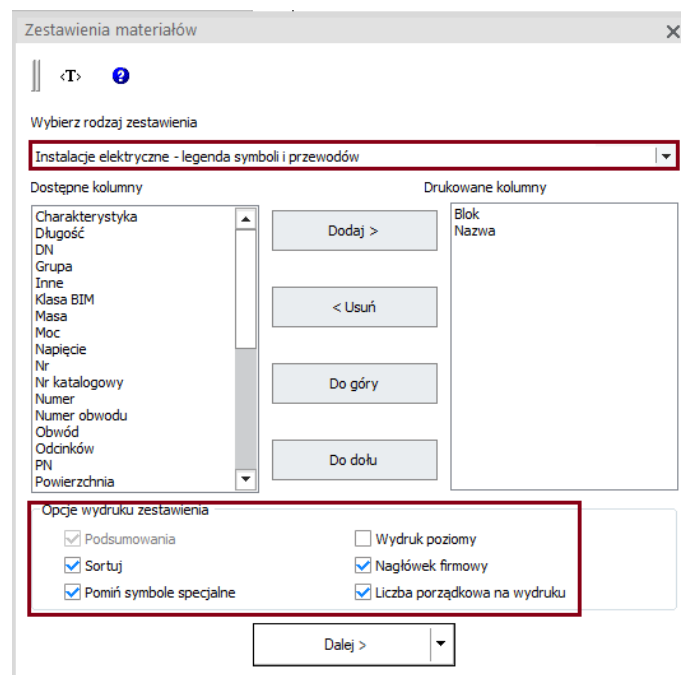 Zestawienia materiałów
<T>
?
Wybierz rodzaj zestawienia
Instalacje elektryczne - legenda symboli i przewodów
Dostępne kolumny
Drukowane kolumny
Charakterystyka
Długość
DN
Grupa
Inne
Klasa BIM
Masa
Moc
Napięcie
Nr
Nr katalogowy
Numer
Numer obwodu
Obwód
Odcinków
PN
Powierzchnia
Dodaj >
< Usuń
Do góry
Do dołu
Blok
Nazwa
Opcje wydruku zestawienia
Podsumowania
Wydruk poziomy
Sortuj
Nagłówek firmowy
Pomiń symbole specjalne
Liczba porządkowa na wydruku
Dalej >